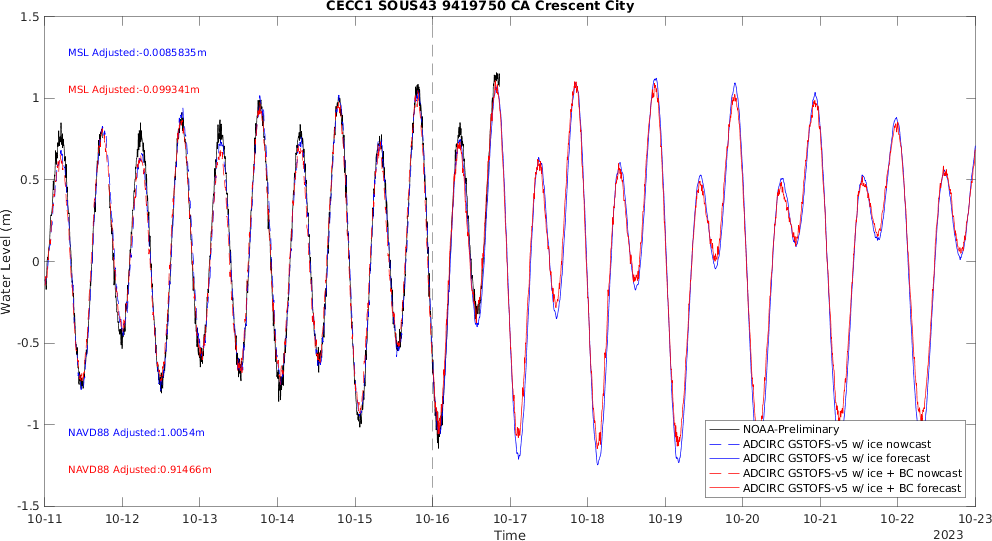 CECC1 SOUS43 9419750 CA Crescent City
1.5
1
0.5
0
-0.5
-1
-1.5
Water Level (m)
MSL Adjusted:-0.0085835m
MSL Adjusted:-0.099341m
NAVD88 Adjusted:1.0054m
NAVD88 Adjusted:0.91466m
NOAA-Preliminary
ADCIRC GSTOFS-v5 w/ ice nowcast
ADCIRC GSTOFS-v5 w/ ice forecast
ADCIRC GSTOFS-v5 w/ ice + BC nowcast
ADCIRC GSTOFS-v5 w/ ice + BC forecast
10-11 10-12 10-13 10-14 10-15 10-16 10-17 10-18 10-19 10-20 10-21 10-22 10-23
Time
2023